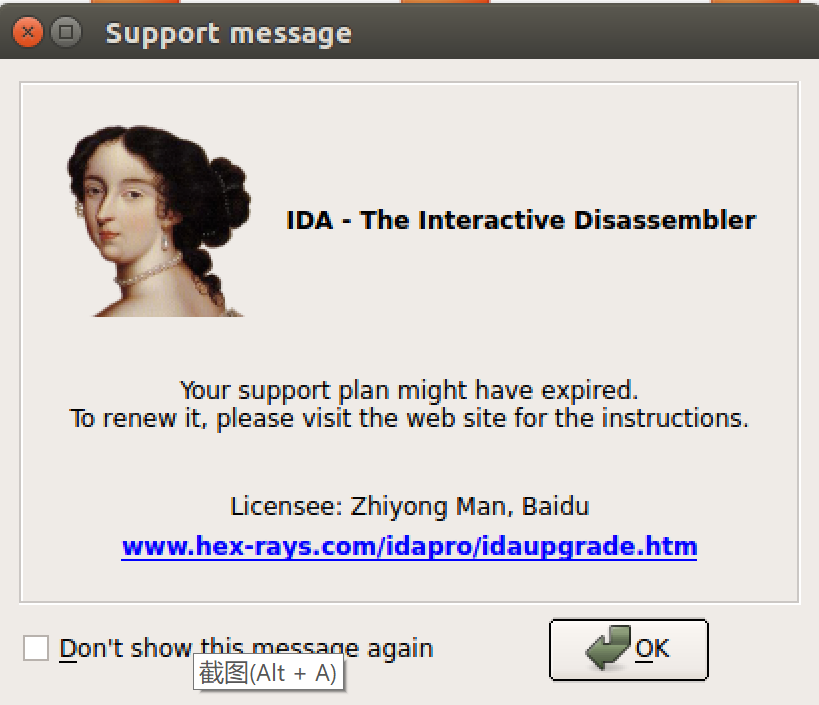 Support message
IDA - The Interactive Disassembler
Your support plan might have expired.
To renew it, please visit the web site for the instructions.
Licensee: Zhiyong Man, Baidu
www.hex-rays.com/idapro/idaupgrade.htm
Don't show this message again
OK
截图(Alt + A)